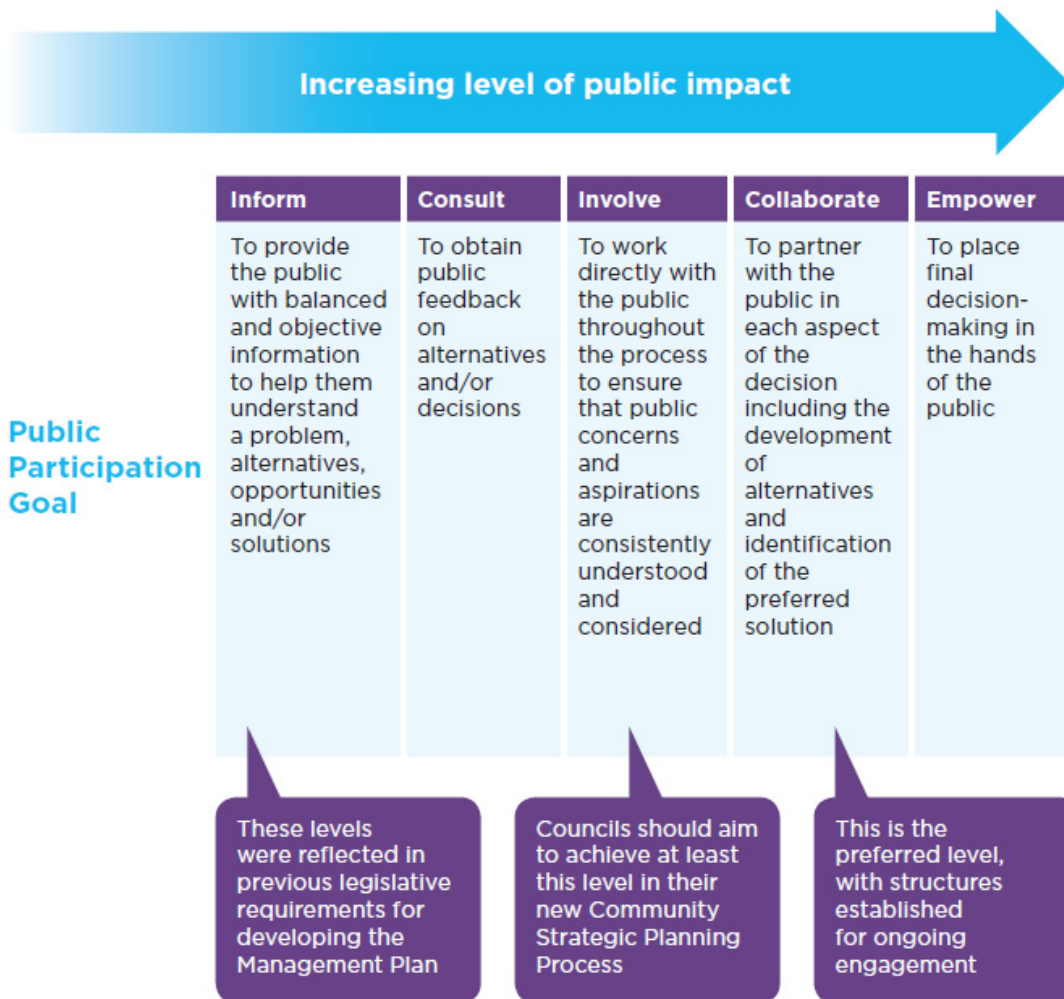 Increasing level of public impact
Inform
Consult
Involve
Collaborate
Empower
Public
Participation
Goal
To provide
the public
with balanced
and objective
information
to help them
understand
a problem,
alternatives,
opportunities
and/or
solutions
To obtain
public
feedback
on
alternatives
and/or
decisions
To work
directly with
the public
throughout
the process
to ensure
that public
concerns
and
aspirations
are
consistently
understood
and
considered
To partner
with the
public in
each aspect
of the
decision
including the
development
of
alternatives
and
identification
of the
preferred
solution
To place
final
decision-
making in
the hands
of the
public
These levels
were reflected in
previous legislative
requirements for
developing the
Management Plan
Councils should aim
to achieve at least
this level in their
new Community
Strategic Planning
Process
This is the
preferred level,
with structures
established
for ongoing
engagement